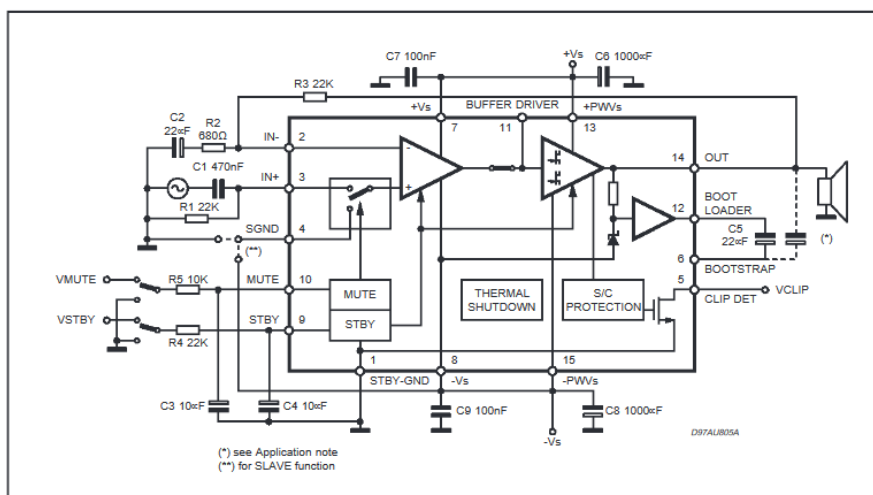 C7 100nF
+Vs
C6 1000∝F
R3 22K
+Vs
BUFFER DRIVER
+PWVs
7
11
13
C2
22∝F
R2
680Ω
IN-
2
-
14
OUT
C1 470nF
IN+
3
+
R1 22K
SGND
4
(**)
12
BOOT
LOADER
C5
22∝F
(*)
6
BOOTSTRAP
VMUTE
R5 10K
MUTE
10
MUTE
THERMAL
SHUTDOWN
S/C
PROTECTION
5
VCLIP
CLIP DET
VSTBY
R4 22K
STBY
9
STBY
1
8
15
STBY-GND
-Vs
-PWVs
C3 10∝F
C4 10∝F
C9 100nF
C8 1000∝F
-Vs
D97AU805A
(*) see Application note
(**) for SLAVE function